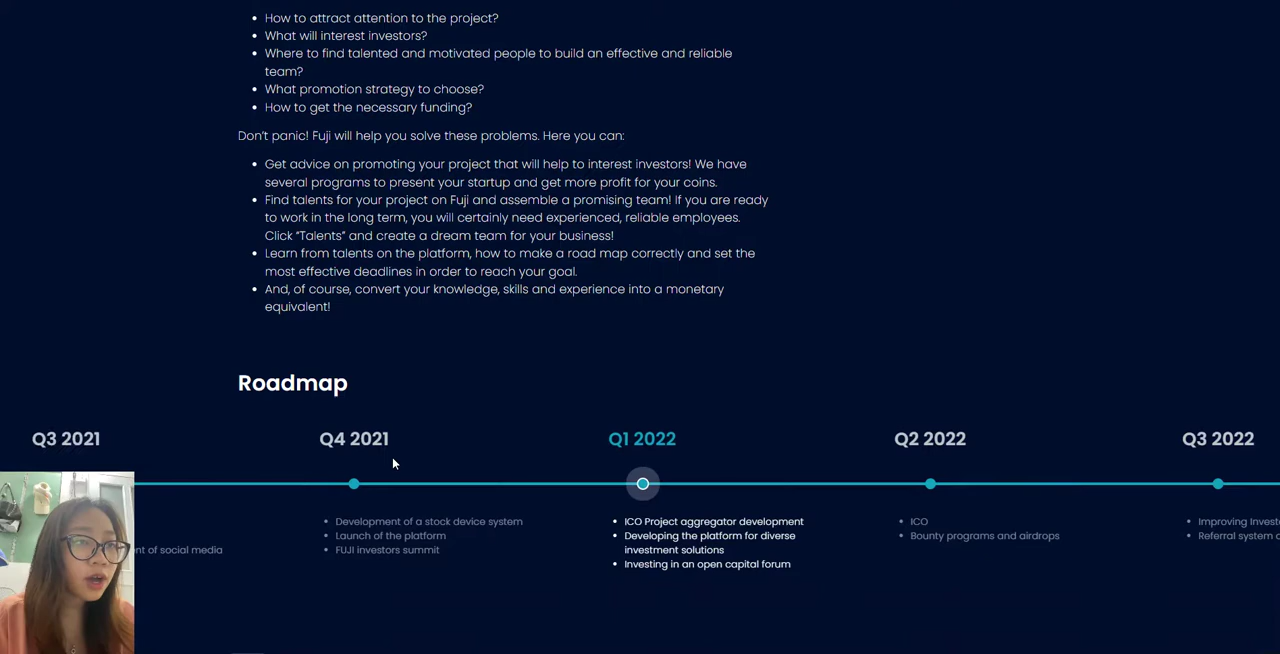 How to attract attention to the project?
What will interest investors?
Where to find talented and motivated people to build an effective and reliable
team?
What promotion strategy to choose?
How to get the necessary funding?
Don't panic! Fuji will help you solve these problems. Here you can:
Get advice on promoting your project that will help to interest investors! We have
several programs to present your startup and get more profit for your coins.
Find talents for your project on Fuji and assemble a promising team! If you are ready
to work in the long term, you will certainly need experienced, reliable employees.
Click “Talents” and create a dream team for your business!
Learn from talents on the platform, how to make a road map correctly and set the
most effective deadlines in order to reach your goal.
And, of course, convert your knowledge, skills and experience into a monetary
equivalent!
Roadmap
Q3 2021
of social media
Q4 2021
Development of a stock device system
Launch of the platform
FUJI investors summit
Q1 2022
ICO Project aggregator development
Developing the platform for diverse
investment solutions
Investing in an open capital forum
Q2 2022
ICO
Bounty programs and airdrops
Q3 2022
Improving
Referral system